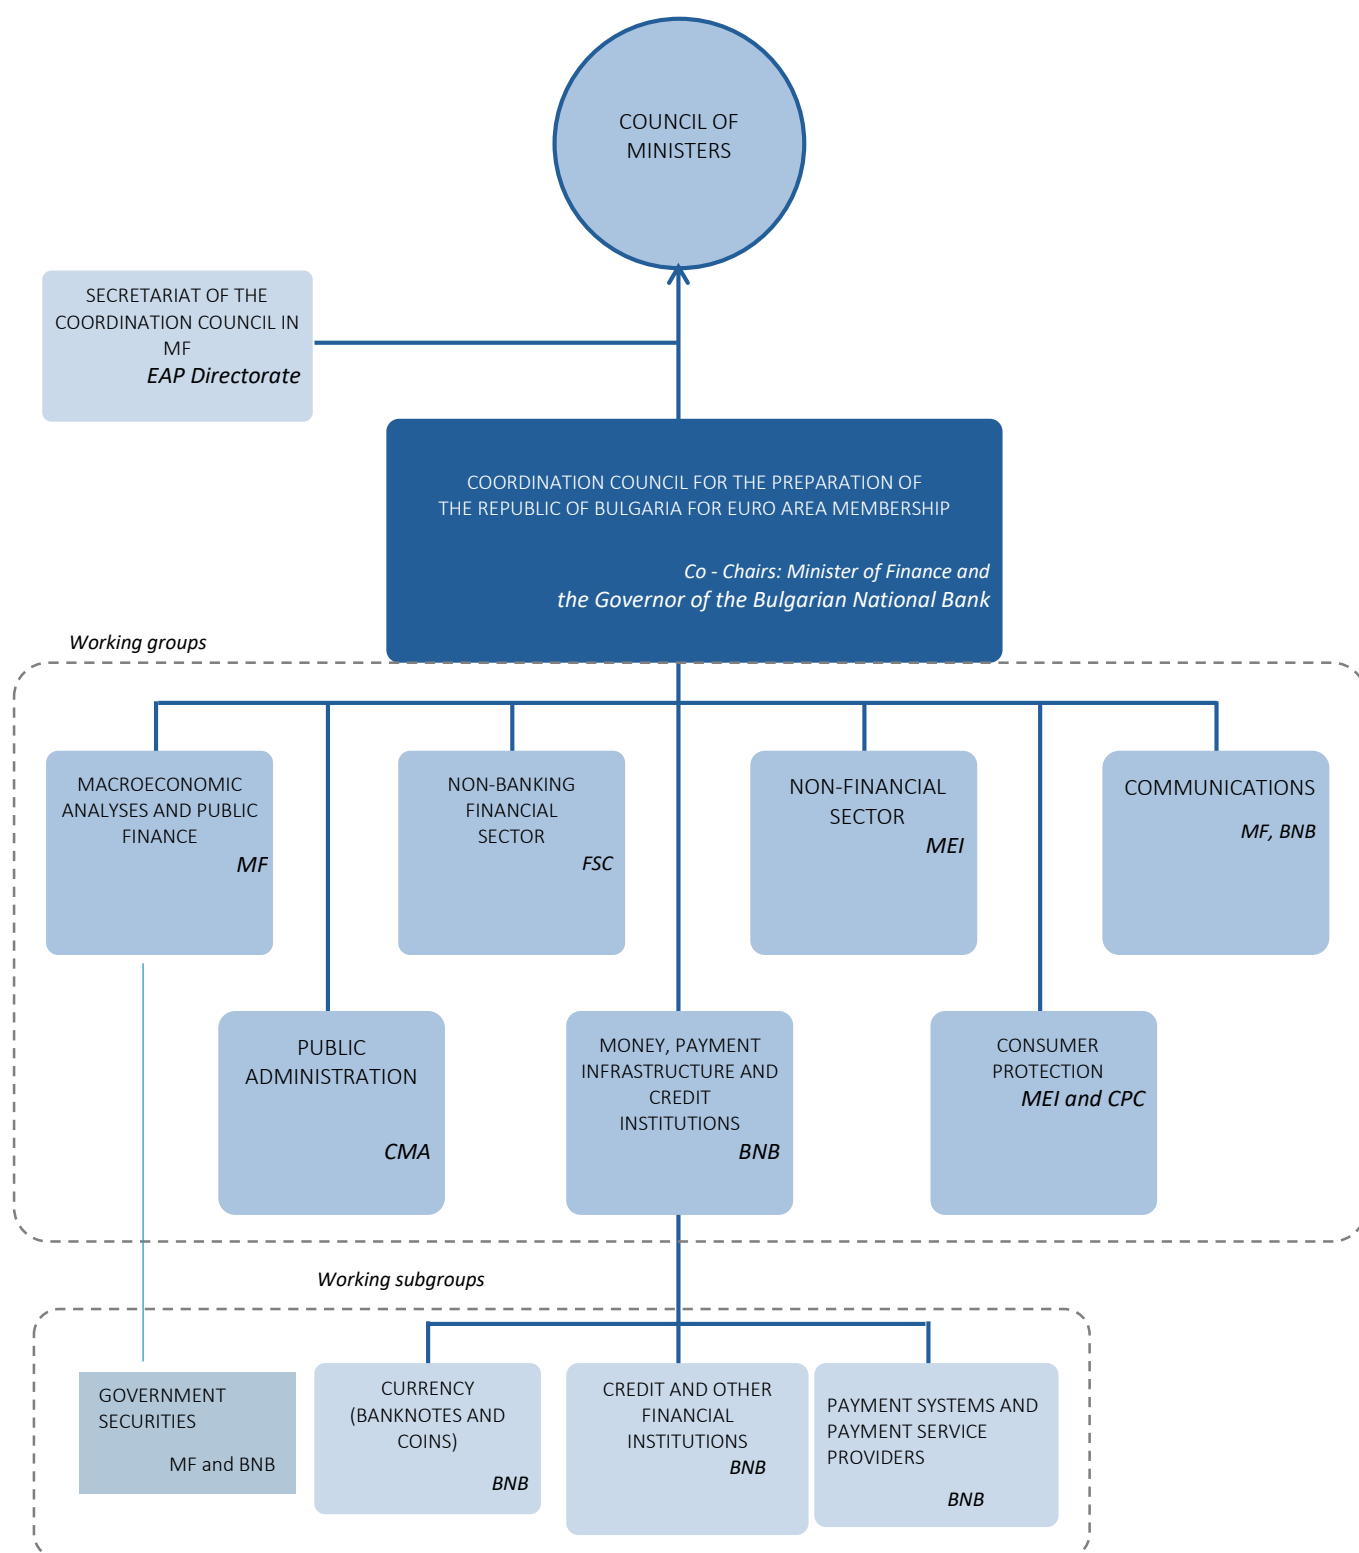 COUNCIL OF
MINISTERS
SECRETARIAT OF THE
COORDINATION COUNCIL IN
MF
EAP Directorate
COORDINATION COUNCIL FOR THE PREPARATION OF
THE REPUBLIC OF BULGARIA FOR EURO AREA MEMBERSHIP
Co - Chairs: Minister of Finance and
the Governor of the Bulgarian National Bank
Working groups
MACROECONOMIC
ANALYSES AND PUBLIC
FINANCE
MF
NON-BANKING
FINANCIAL
SECTOR
FSC
NON-FINANCIAL
SECTOR
MEI
COMMUNICATIONS
MF, BNB
PUBLIC
ADMINISTRATION
CMA
MONEY, PAYMENT
INFRASTRUCTURE AND
CREDIT
INSTITUTIONS
BNB
CONSUMER
PROTECTION
MEI and CPC
Working subgroups
GOVERNMENT
SECURITIES
MF and BNB
CURRENCY
(BANKNOTES AND
COINS)
BNB
CREDIT AND OTHER
FINANCIAL
INSTITUTIONS
BNB
PAYMENT SYSTEMS AND
PAYMENT SERVICE
PROVIDERS
BNB